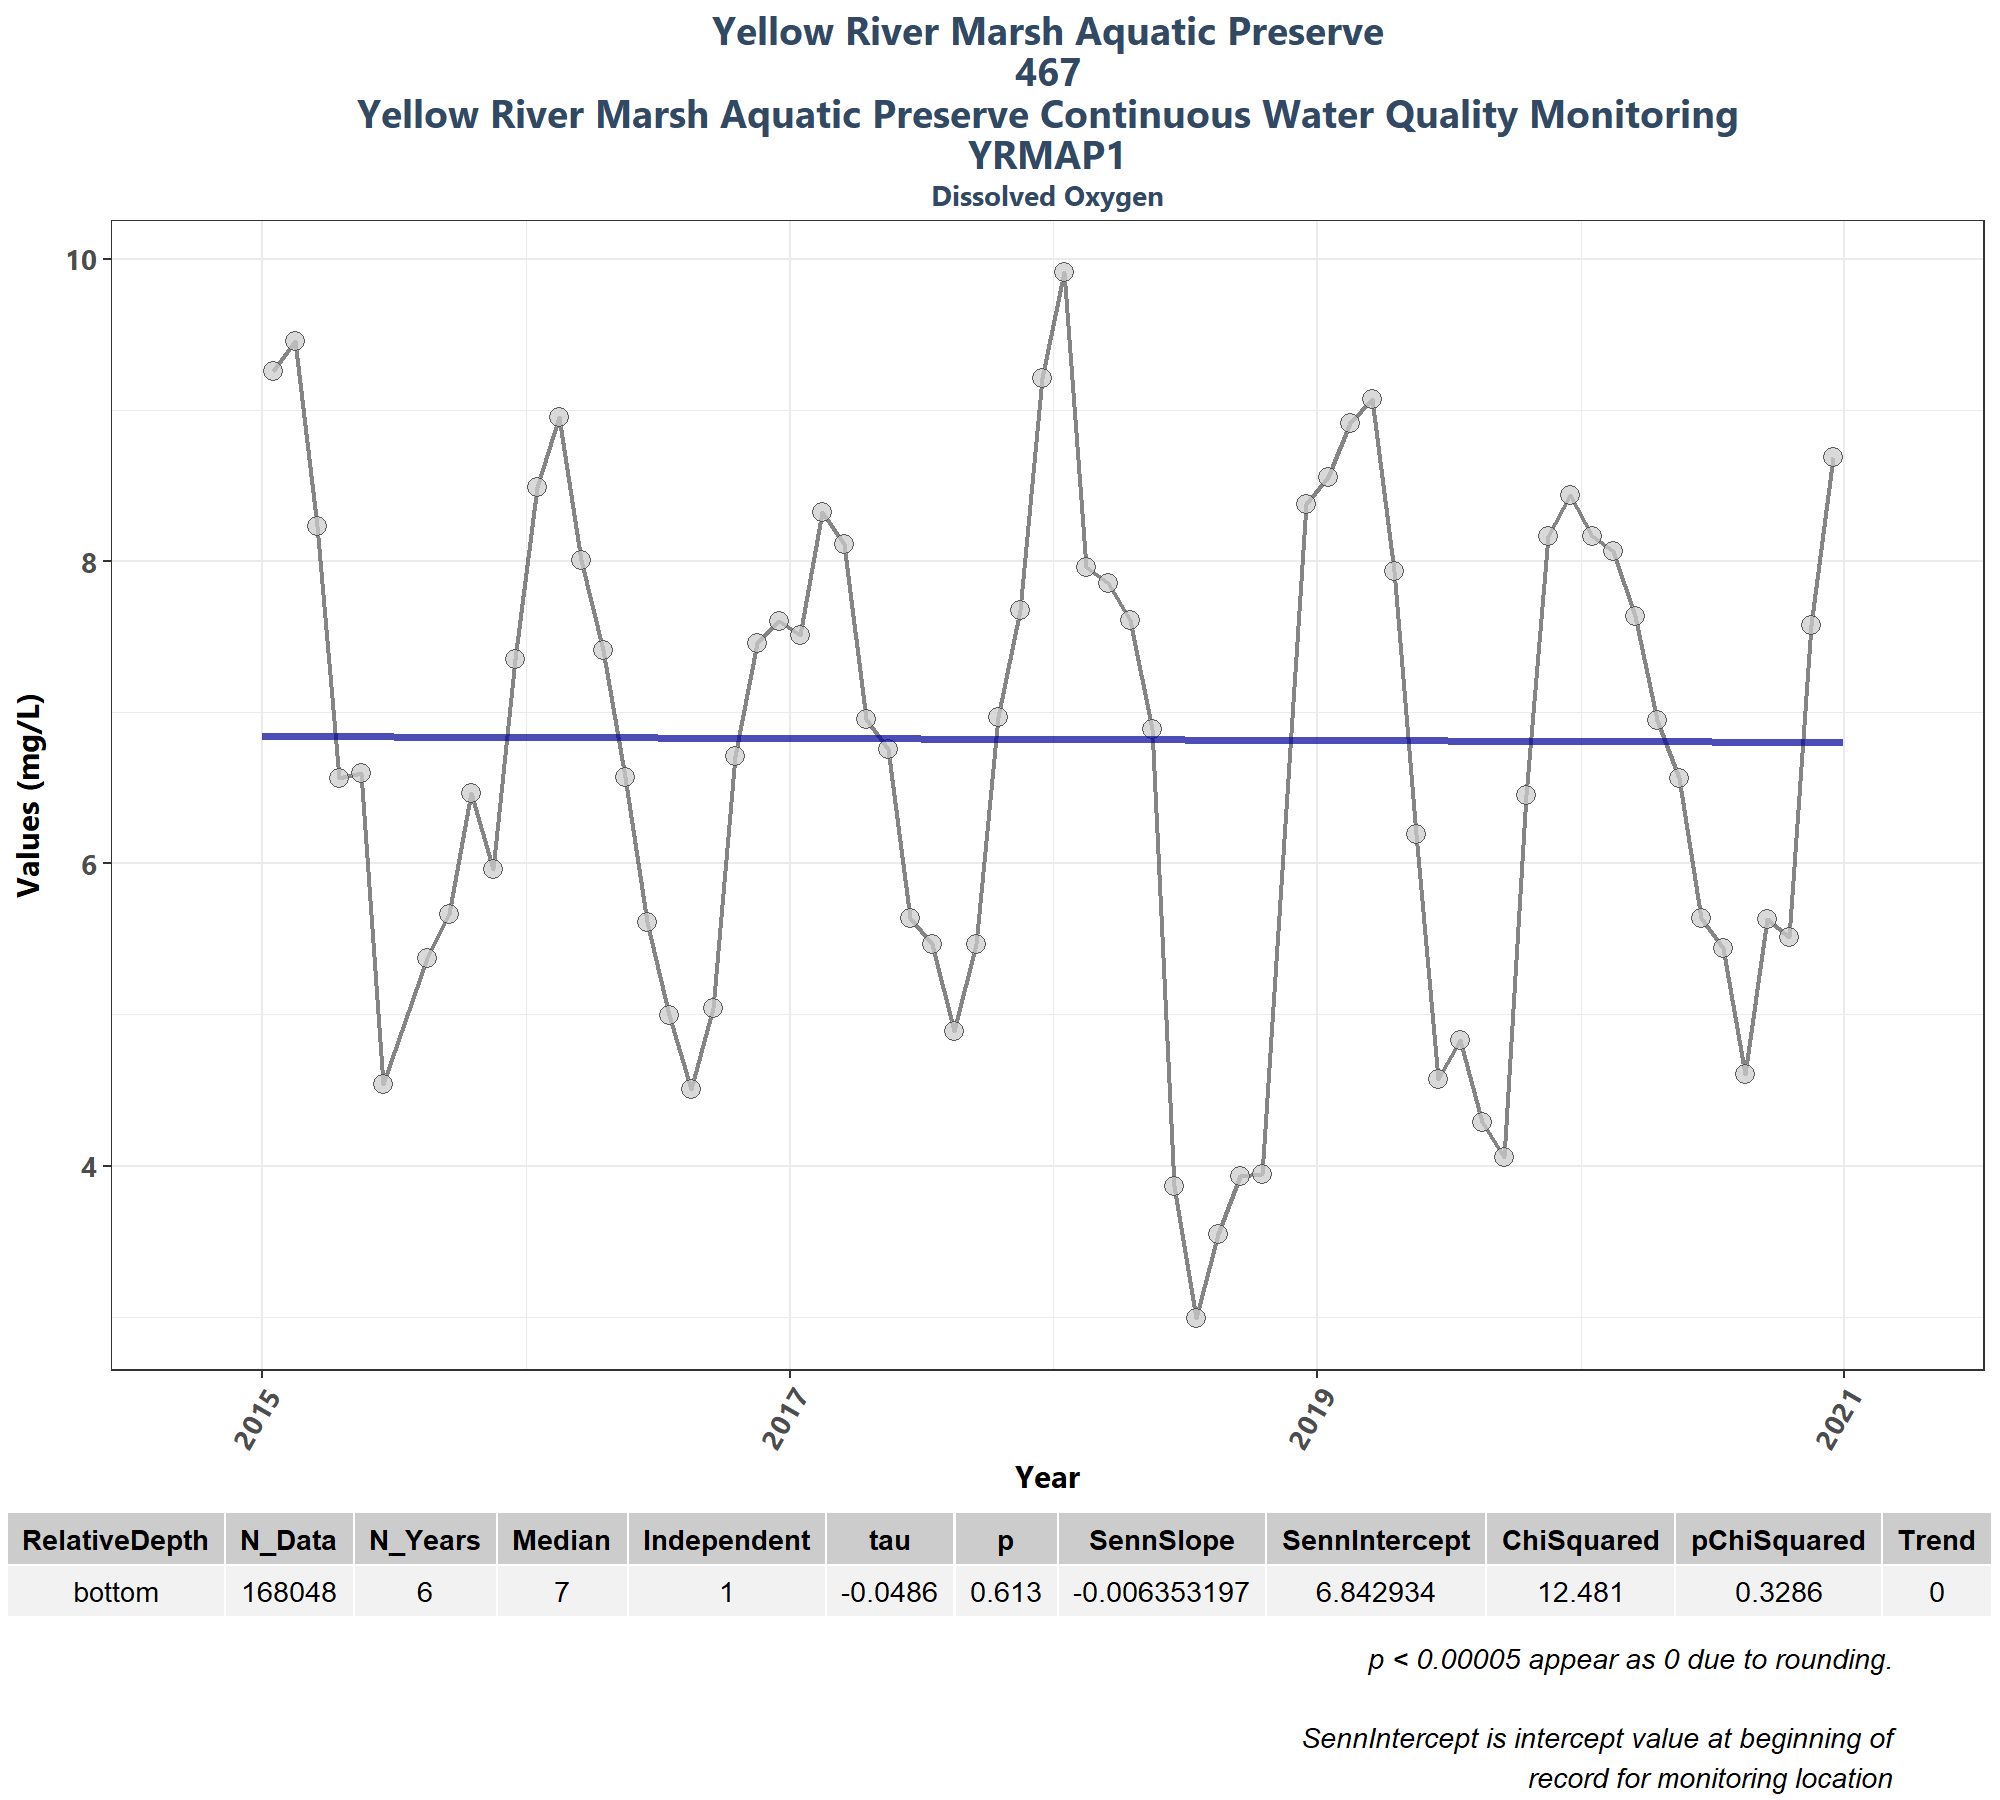 Yellow River Marsh Aquatic Preserve
467
Yellow River Marsh Aquatic Preserve Continuous Water Quality Monitoring
YRMAP1
Dissolved Oxygen
10
8
6
4
Values (mg/L)
2015 2017 2019 2021
Year
RelativeDepth N_Data N_Years Median Independent tau p SennSlope SennIntercept ChiSquared pChiSquared Trend
bottom 168048 6 7 1 -0.0486 0.613 -0.006353197 6.842934 12.481 0.3286 0
p < 0.00005 appear as 0 due to rounding.
SennIntercept is intercept value at beginning of
record for monitoring location